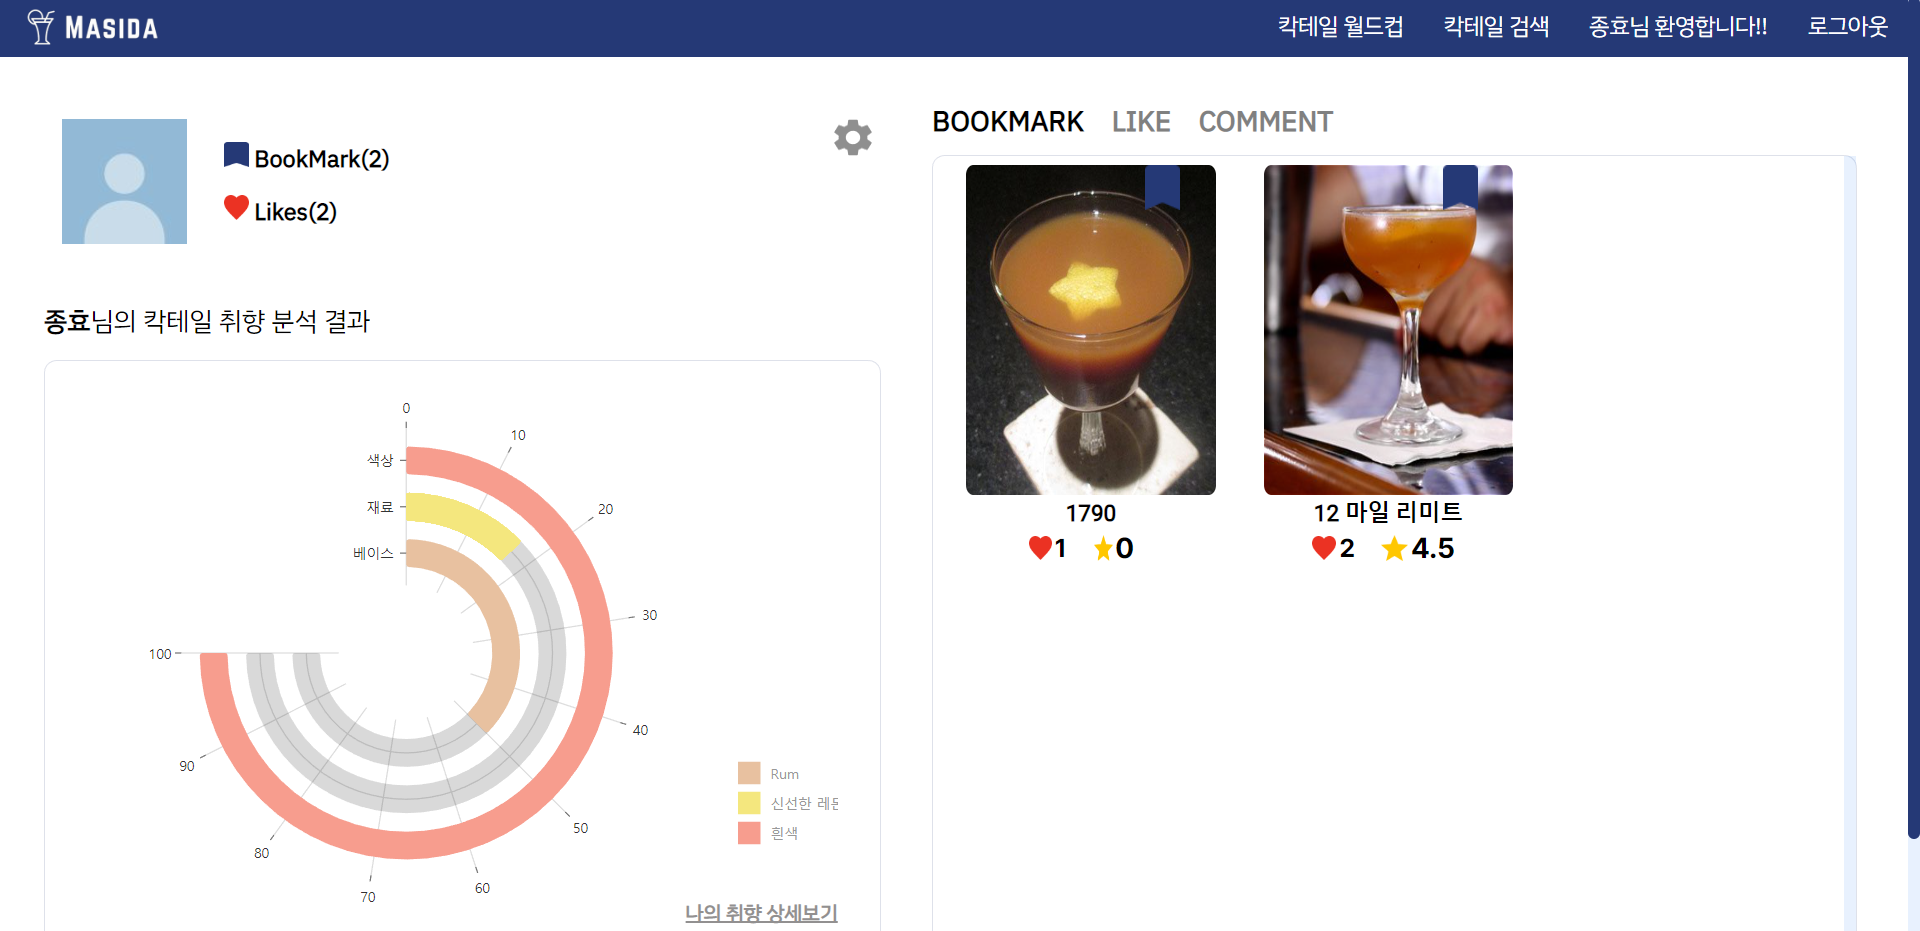 MASIDA
칵테일 월드컵
칵테일 검색
종효님 환영합니다!!
로그아웃
BookMark(2)
Likes(2)
종효님의 칵테일 취향 분석 결과
0
10
20
30
40
50
60
70
80
90
100
색상
재료
베이스
Rum
신선한
흰색
나의 취향 상세보기
BOOKMARK LIKE COMMENT
1790
1 0
12 마일 리미트
2 4.5